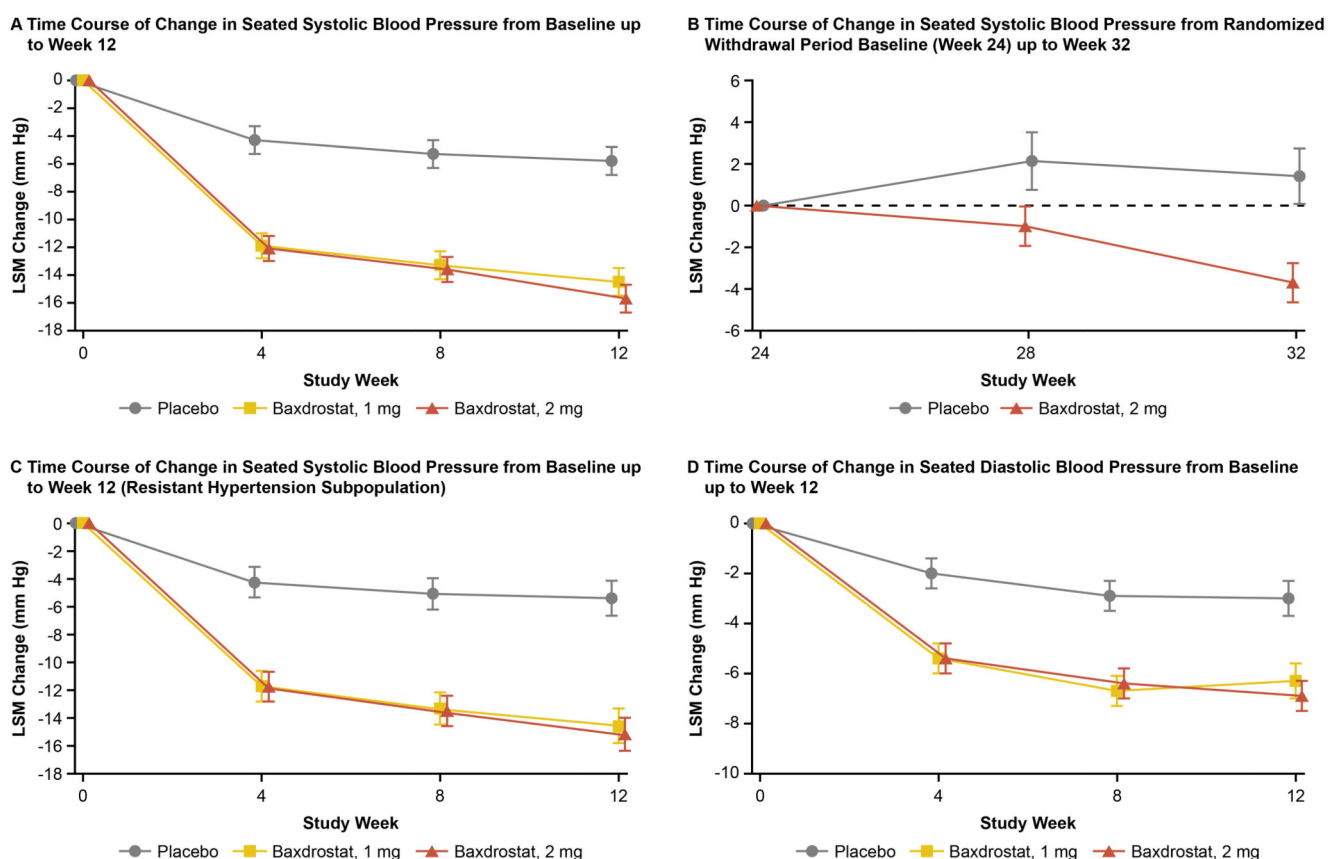 A Time Course of Change in Seated Systolic Blood Pressure from Baseline up
to Week 12
LSM Change (mm Hg)
0
-2
-4
-6
-8
-10
-12
-14
-16
-18
0 4 8 12
Study Week
Placebo Baxdrostat, 1 mg Baxdrostat, 2 mg
B Time Course of Change in Seated Systolic Blood Pressure from Randomized
Withdrawal Period Baseline (Week 24) up to Week 32
LSM Change (mm Hg)
6
4
2
0
-2
-4
-6
24 28 32
Study Week
Placebo Baxdrostat, 2 mg
C Time Course of Change in Seated Systolic Blood Pressure from Baseline up
to Week 12 (Resistant Hypertension Subpopulation)
LSM Change (mm Hg)
0
-2
-4
-6
-8
-10
-12
-14
-16
-18
0 4 8 12
Study Week
Placebo Baxdrostat, 1 mg Baxdrostat, 2 mg
D Time Course of Change in Seated Diastolic Blood Pressure from Baseline
up to Week 12
LSM Change (mm Hg)
0
-2
-4
-6
-8
-10
0 4 8 12
Study Week
Placebo Baxdrostat, 1 mg Baxdrostat, 2 mg